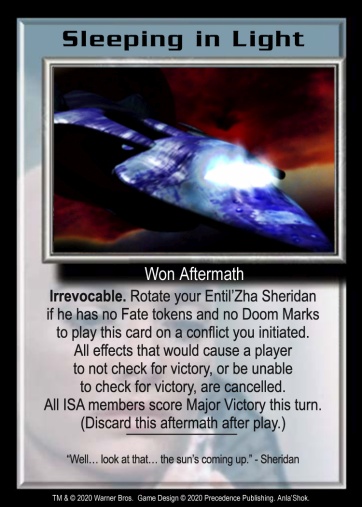 Sleeping in Light
Won Aftermath
Irrevocable. Rotate your Entil'Zha Sheridan
if he has no Fate tokens and no Doom Marks
to play this card on a conflict you initiated.
All effects that would cause a player
to not check for victory, or be unable
to check for victory, are cancelled.
All ISA members score Major Victory this turn.
(Discard this aftermath after play.)
"Well… look at that… the sun's coming up." - Sheridan
TM & © 2020 Warner Bros. Game Design © 2020 Precedence Publishing. Anla'Shok.